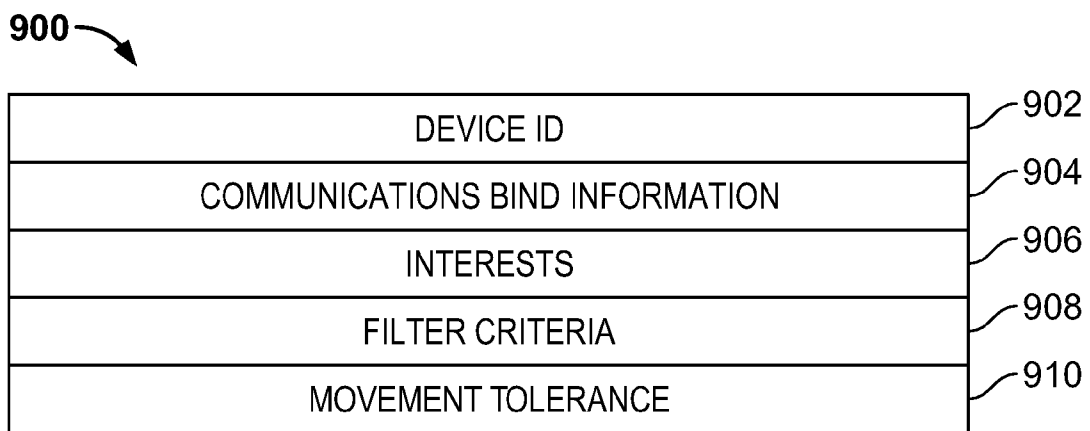 900
DEVICE ID 902
COMMUNICATIONS BIND INFORMATION 904
INTERESTS 906
FILTER CRITERIA 908
MOVEMENT TOLERANCE 910